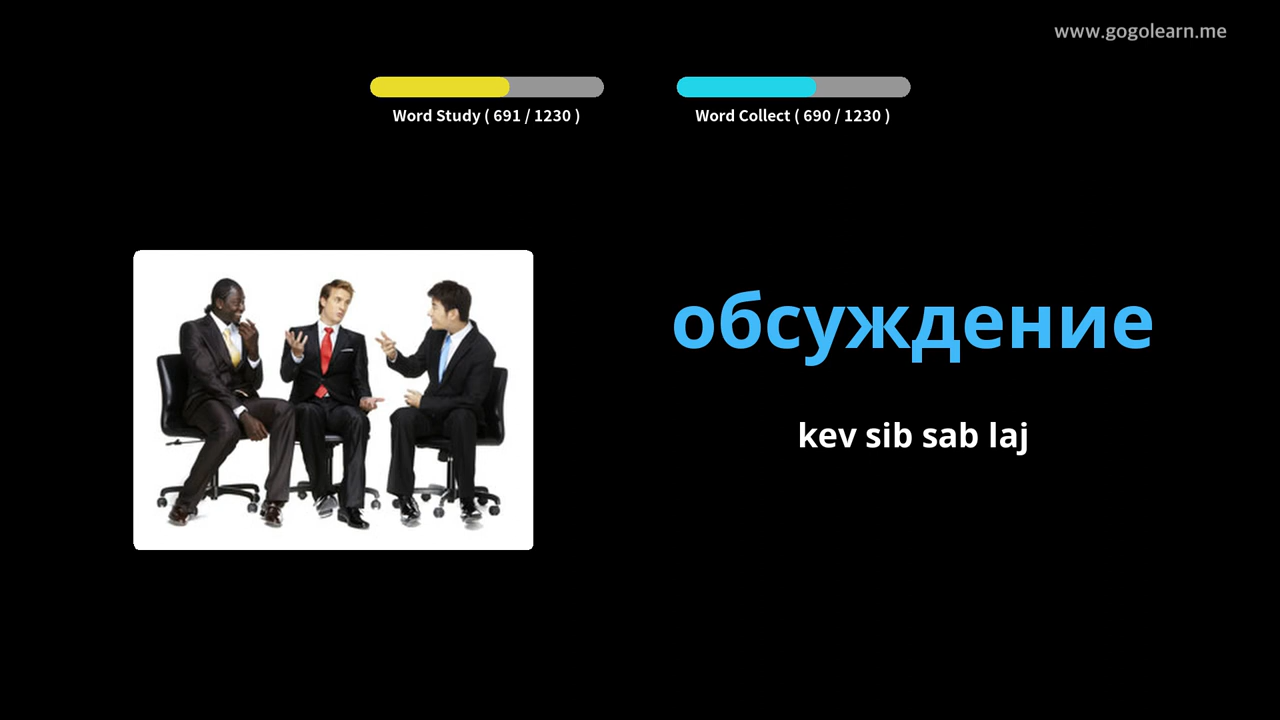 www.gogolearn.me
Word Study ( 691 / 1230 )
Word Collect ( 690 / 1230 )
обсуждение
kev sib sab laj